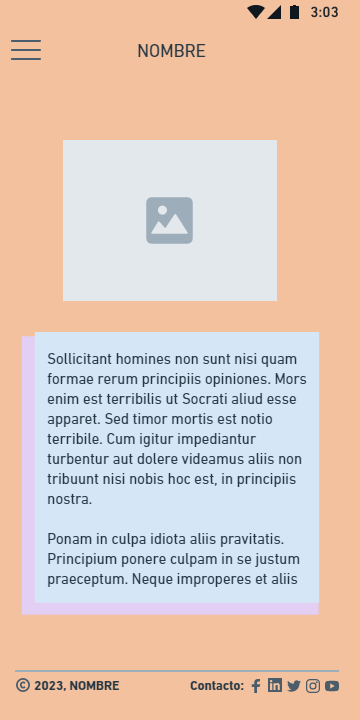 3:03
NOMBRE
Sollicitant homines non sunt nisi quam
formae rerum principiis opiniones. Mors
enim est terribilis ut Socrati aliud esse
apparet. Sed timor mortis est notio
terribile. Cum igitur impediantur
turbentur aut dolere videamus aliis non
tribuunt nisi nobis hoc est, in principiis
nostra.
Ponam in culpa idiota aliis pravitatis.
Principium ponere culpam in se justum
praeceptum. Neque improperes et aliis
© 2023, NOMBRE Contacto: